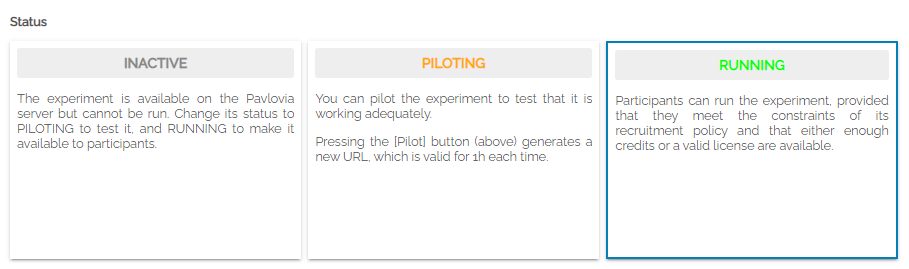 Status
INACTIVE
The experiment is available on the Pavlovia
server but cannot be run. Change its status to
PILOTING to test it, and RUNNING to make it
available to participants.
PILOTING
You can pilot the experiment to test that it is
working adequately.
Pressing the [Pilot] button (above) generates a
new URL, which is valid for 1h each time.
RUNNING
Participants can run the experiment, provided
that they meet the constraints of its
recruitment policy and that either enough
credits or a valid license are available.